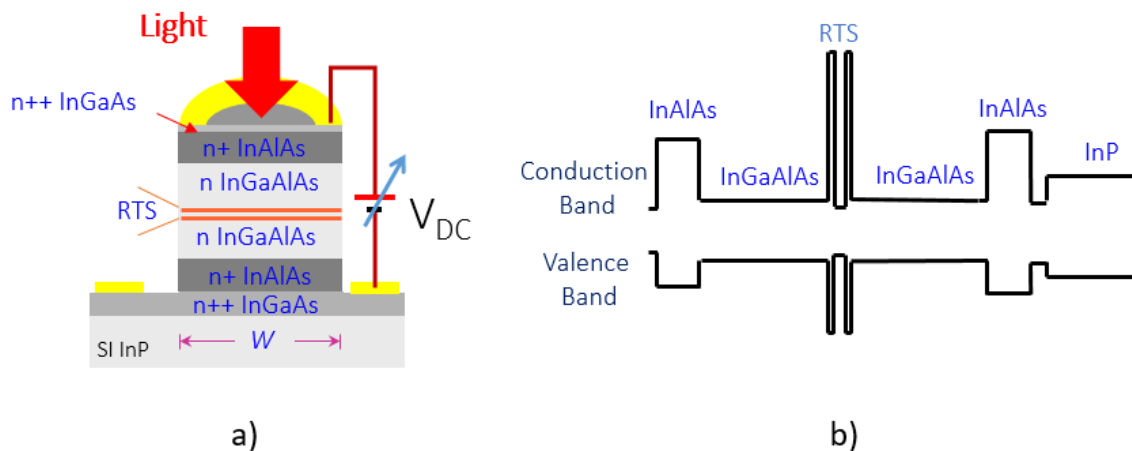 Light
n++ InGaAs
n+ InAlAs
n InGaAlAs
RTS
n InGaAlAs
n+ InAlAs
n++ InGaAs
SI InP
W
V_DC
a)
RTS
InAlAs
InAlAs
InP
Conduction
Band
InGaAlAs
InGaAlAs
Valence
Band
b)